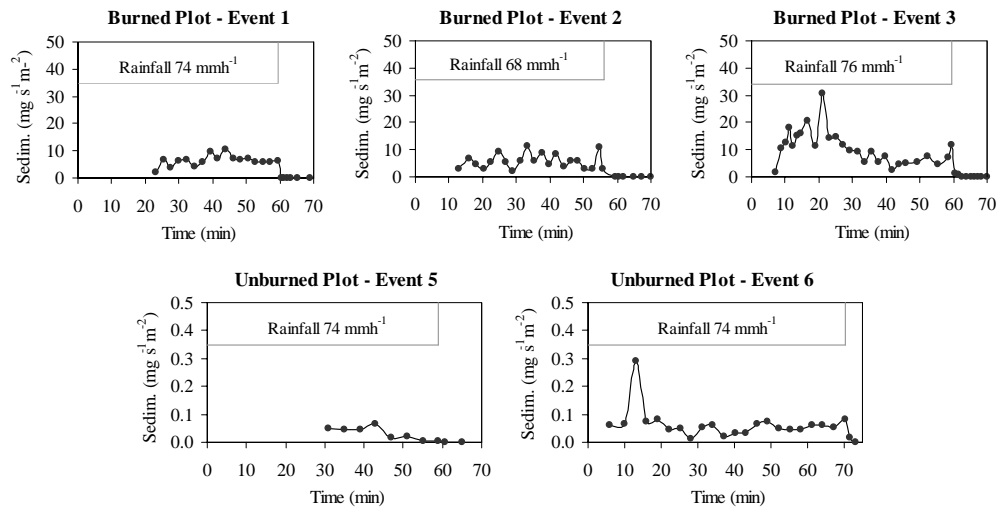 Burned Plot - Event 1
Sedim. (mg s⁻¹m-²)
50
40
30
20
10
0
Rainfall 74 mmh⁻¹
0 10 20 30 40 50 60 70
Time (min)
Burned Plot - Event 2
Sedim. (mg s⁻¹m⁻²)
50
40
30
20
10
0
Rainfall 68 mmh⁻¹
0 10 20 30 40 50 60 70
Time (min)
Burned Plot - Event 3
Sedim. (mg s⁻¹m⁻²)
50
40
30
20
10
0
Rainfall 76 mmh⁻¹
0 10 20 30 40 50 60 70
Time (min)
Unburned Plot - Event 5
Sedim. (mg s⁻¹m⁻²)
0.5
0.4
0.3
0.2
0.1
0.0
Rainfall 74 mmh⁻¹
0 10 20 30 40 50 60 70
Time (min)
Unburned Plot - Event 6
Sedim. (mg s⁻¹m⁻²)
0.5
0.4
0.3
0.2
0.1
0.0
Rainfall 74 mmh⁻¹
0 10 20 30 40 50 60 70
Time (min)